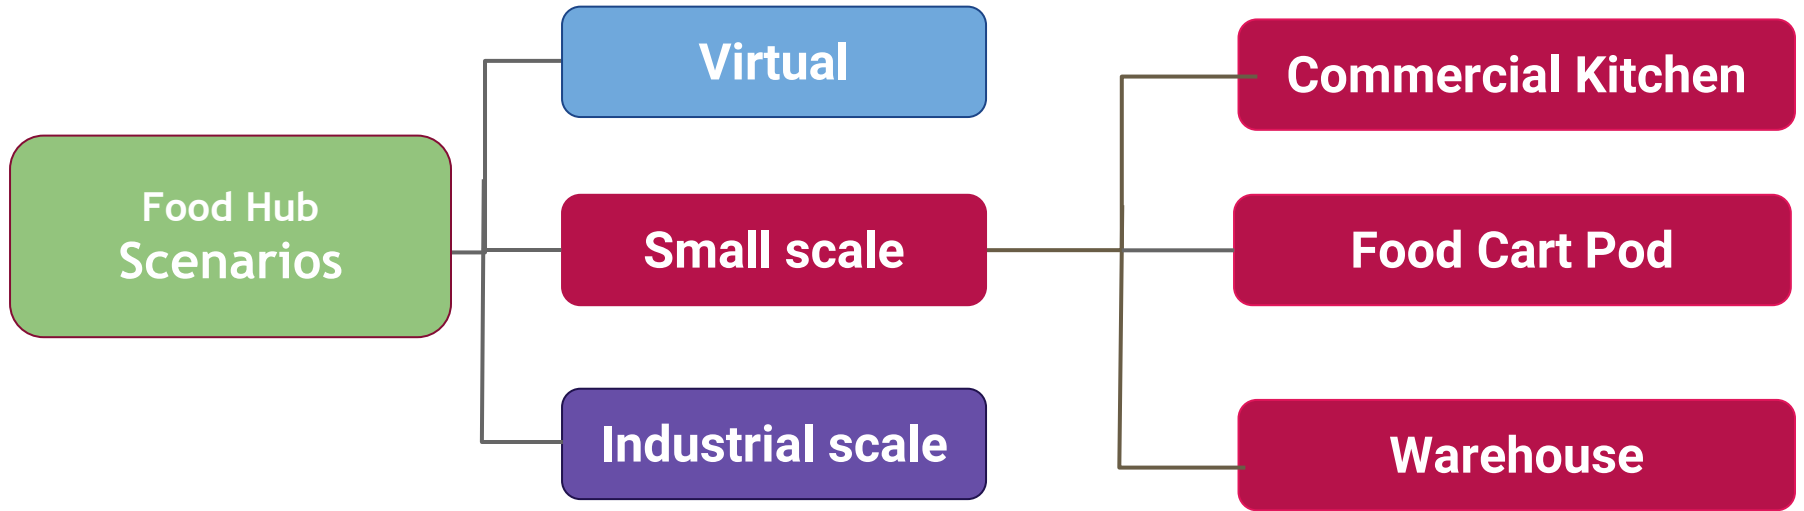 Food Hub
Scenarios
Virtual
Small scale
Industrial scale
Commercial Kitchen
Food Cart Pod
Warehouse